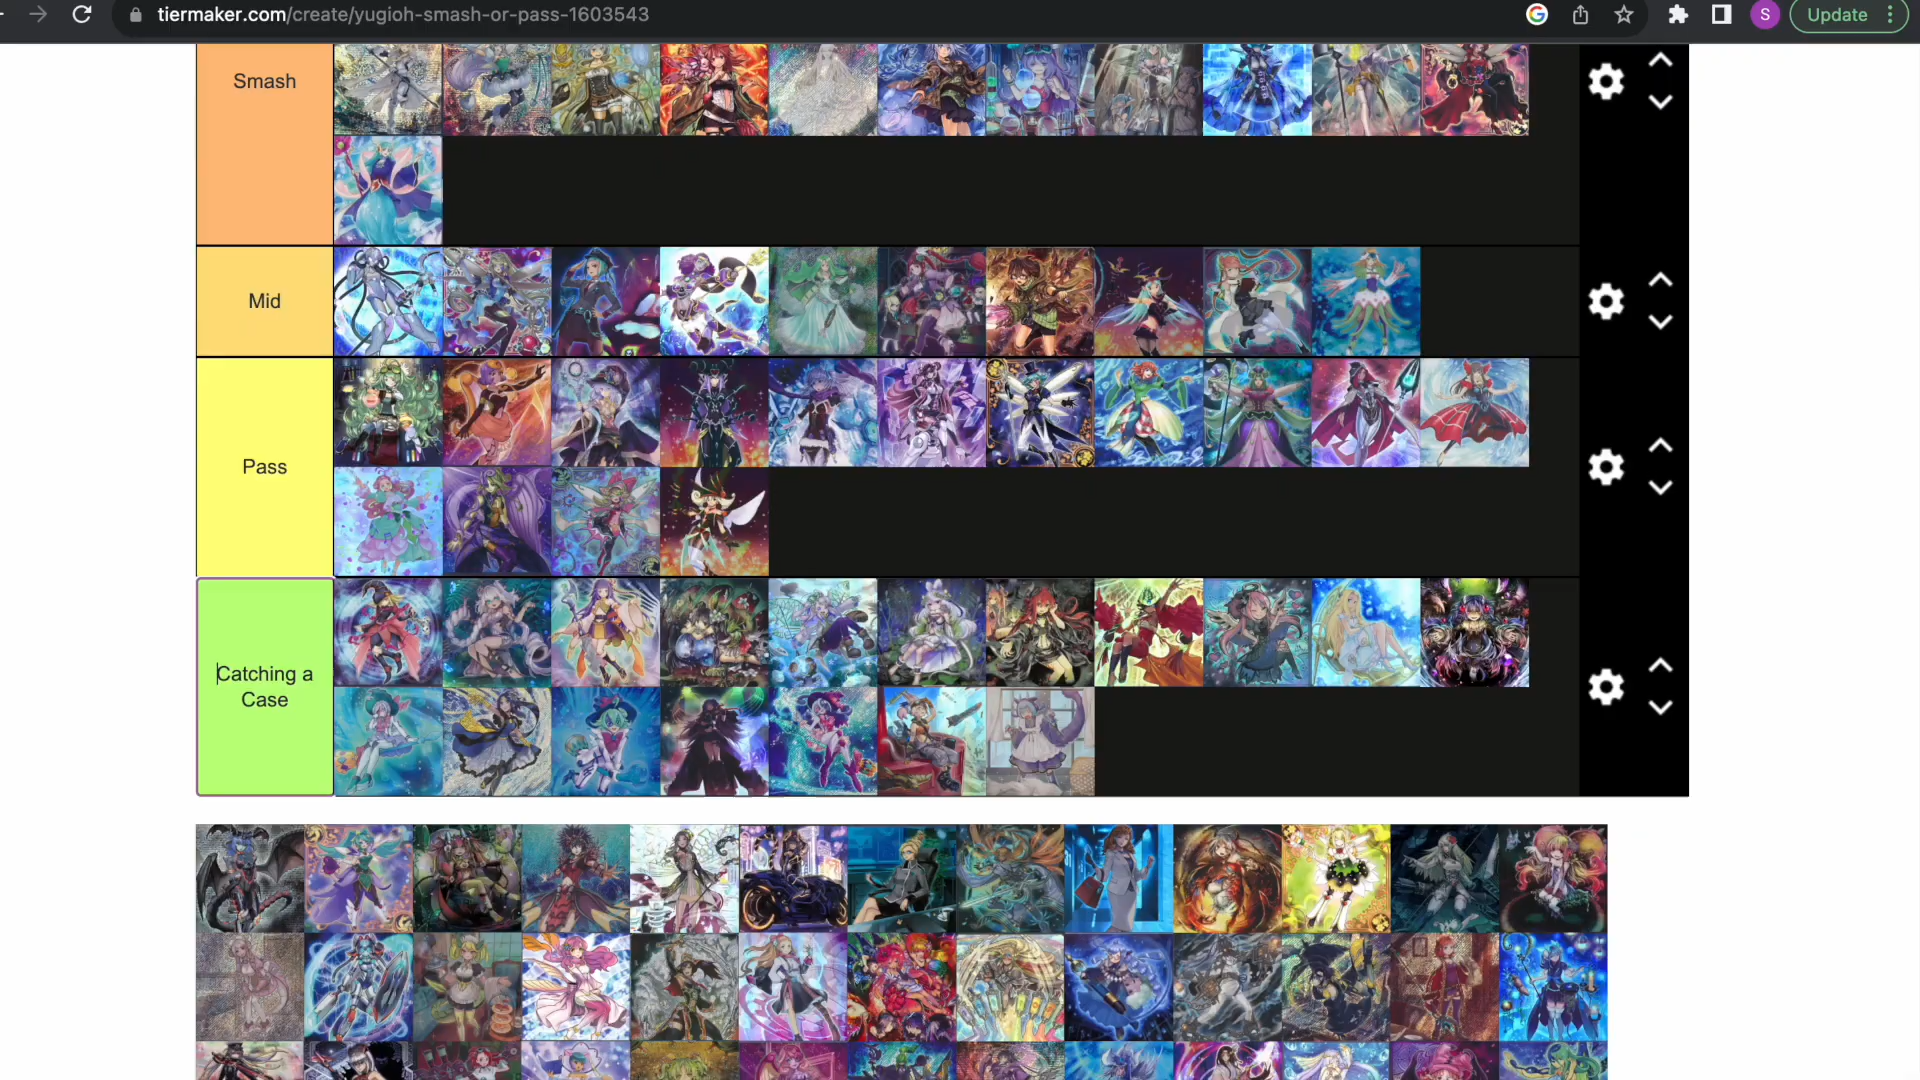 tiermaker.com/create/yugioh-smash-or-pass-1603543
S
Update
Smash
Mid
Pass
Catching a
Case